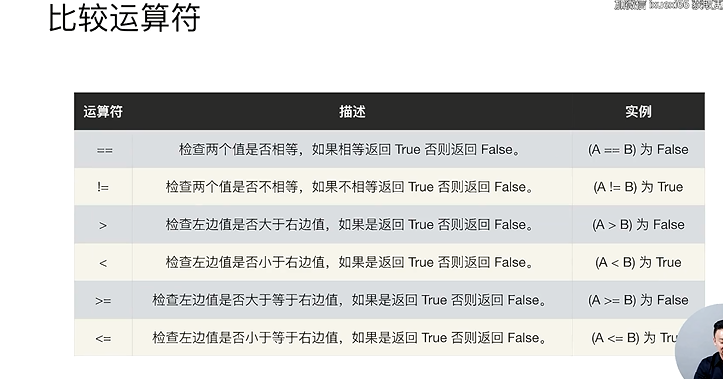 比较运算符
运算符 描述 实例
== 检查两个值是否相等，如果相等返回 True 否则返回 False。 (A == B) 为 False
!= 检查两个值是否不相等，如果不相等返回 True 否则返回 False。 (A != B) 为 True
> 检查左边值是否大于右边值，如果是返回 True 否则返回 False。 (A > B) 为 False
< 检查左边值是否小于右边值，如果是返回 True 否则返回 False。 (A < B) 为 True
>= 检查左边值是否大于等于右边值，如果是返回 True 否则返回 False。 (A >= B) 为 False
<= 检查左边值是否小于等于右边值，如果是返回 True 否则返回 False。 (A <= B) 为